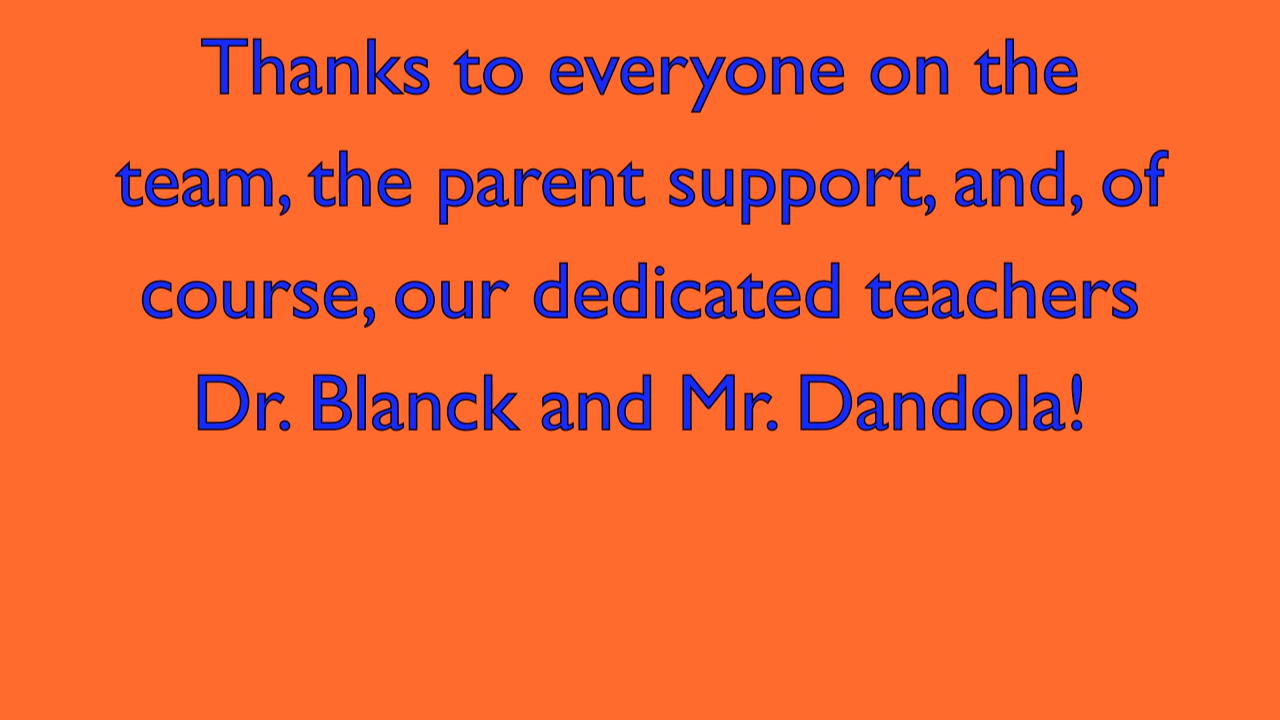 Thanks to everyone on the
team, the parent support, and, of
course, our dedicated teachers
Dr. Blanck and Mr. Dandola!